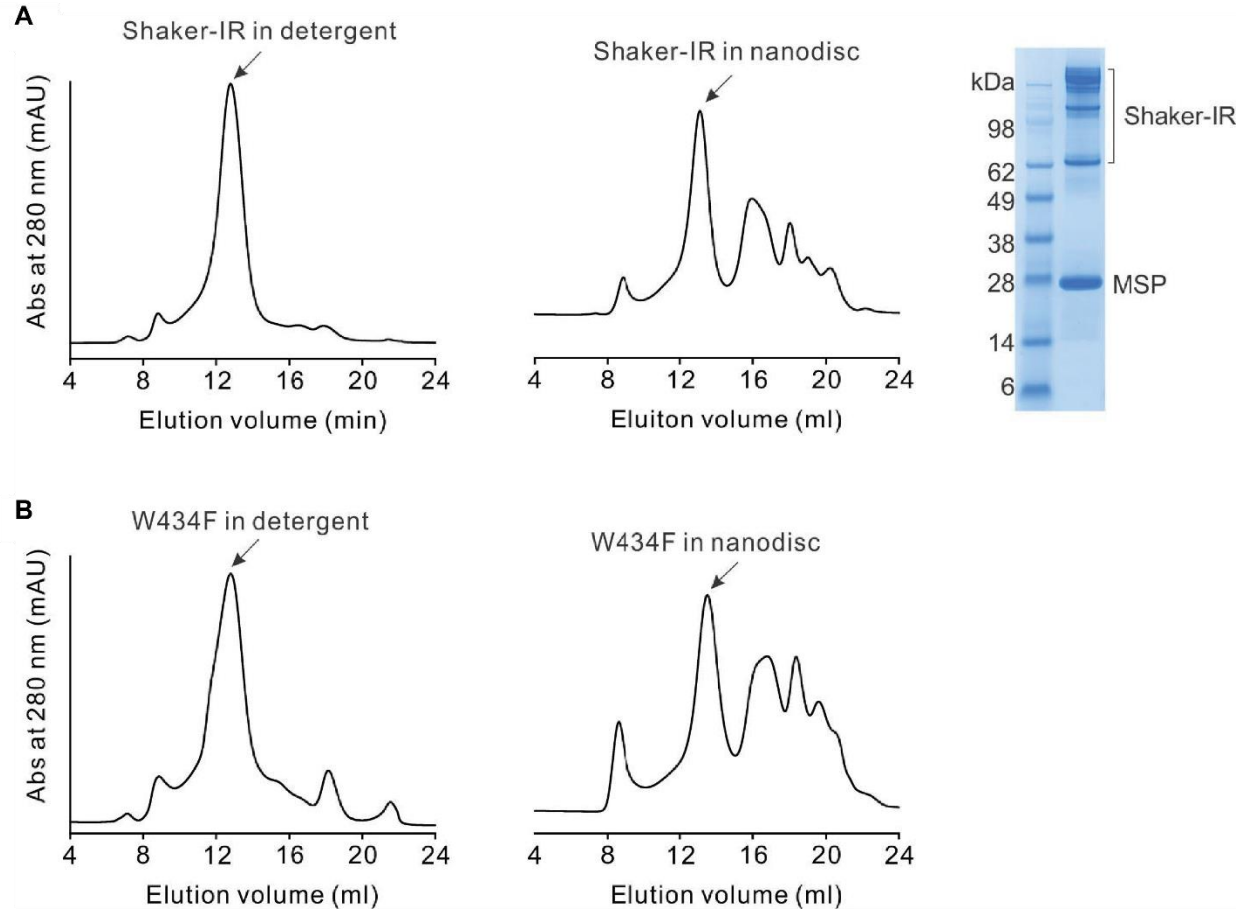 A
Shaker-IR in detergent
Abs at 280 nm (mAU)
4 8 12 16 20 24
Elution volume (min)
Shaker-IR in nanodisc
4 8 12 16 20 24
Eluiton volume (ml)
kDa
98
62
49
38
28
14
6
Shaker-IR
MSP
B
W434F in detergent
Abs at 280 nm (mAU)
4 8 12 16 20 24
Elution volume (ml)
W434F in nanodisc
4 8 12 16 20 24
Elution volume (ml)